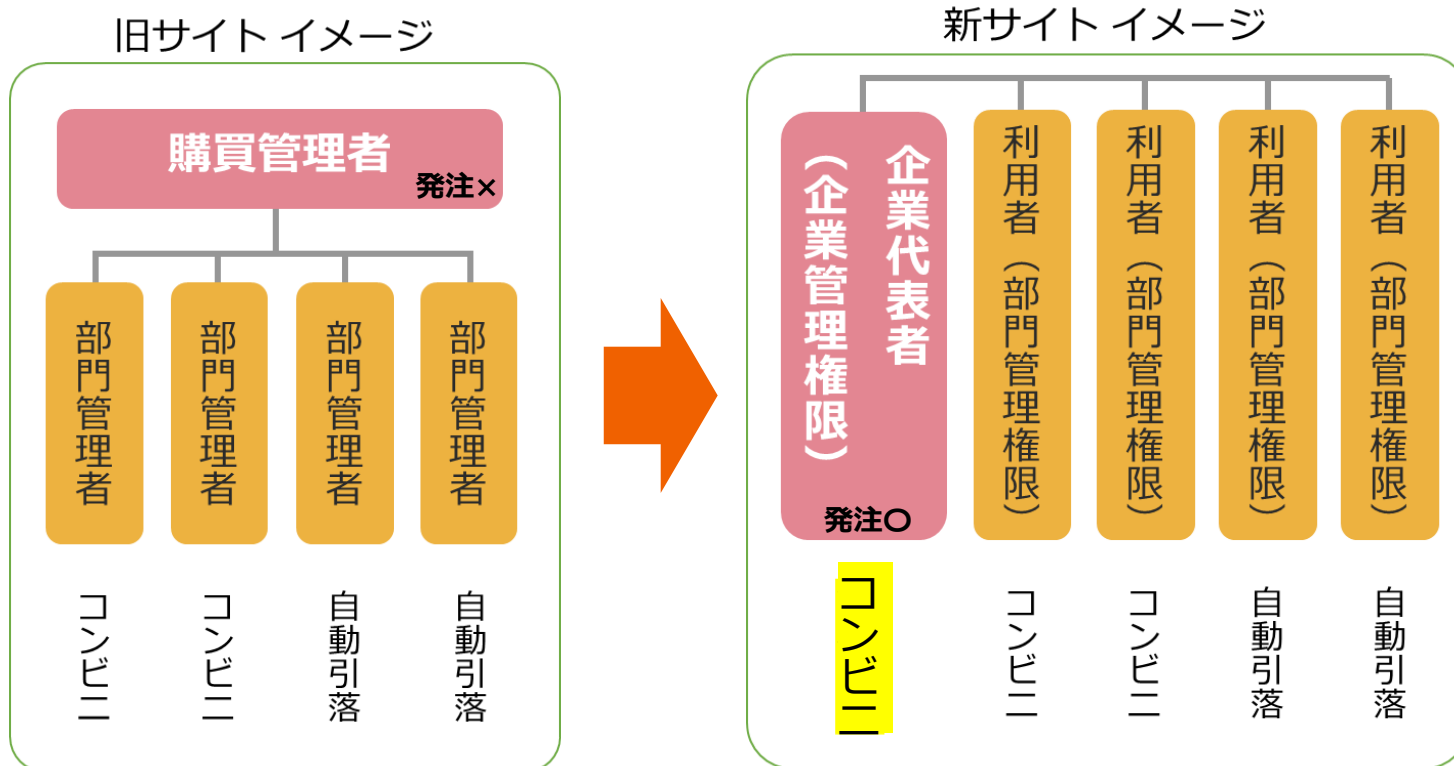 旧サイト イメージ
購買管理者
発注×
部門管理者
部門管理者
部門管理者
部門管理者
コンビニ
コンビニ
自動引落
自動引落
新サイト イメージ
企業代表者
（企業管理権限）
発注〇
利用者（部門管理権限）
利用者（部門管理権限）
利用者（部門管理権限）
利用者（部門管理権限）
コンビニ
コンビニ
コンビニ
自動引落
自動引落